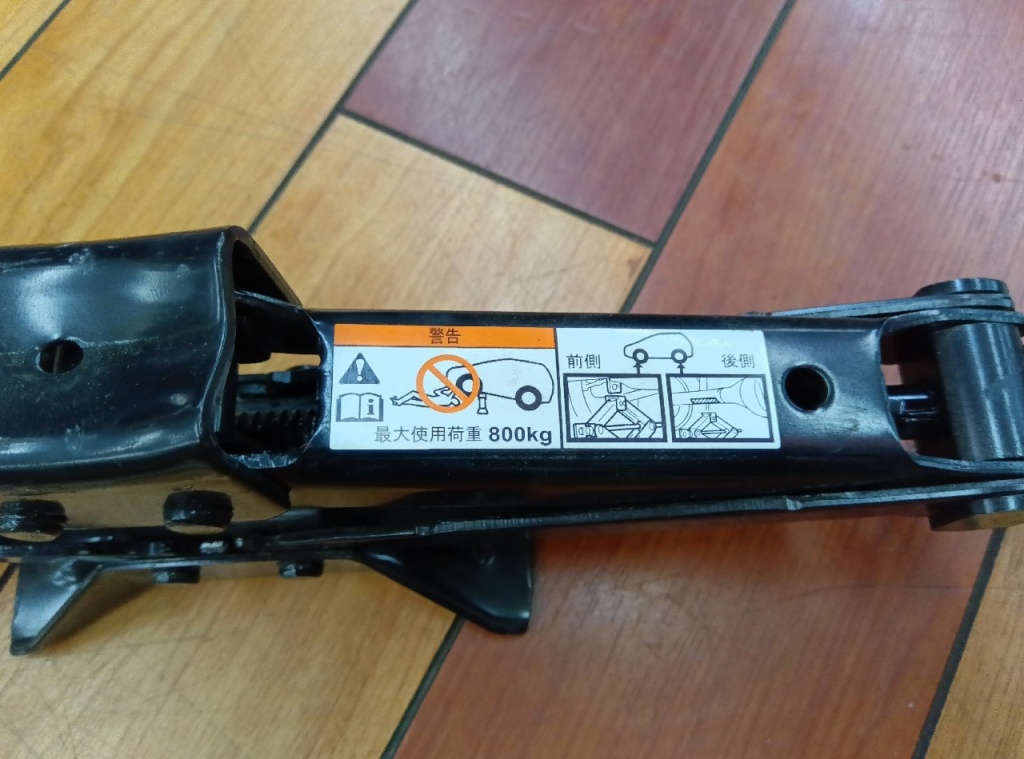 警告
最大使用荷重 800kg
前側
後側